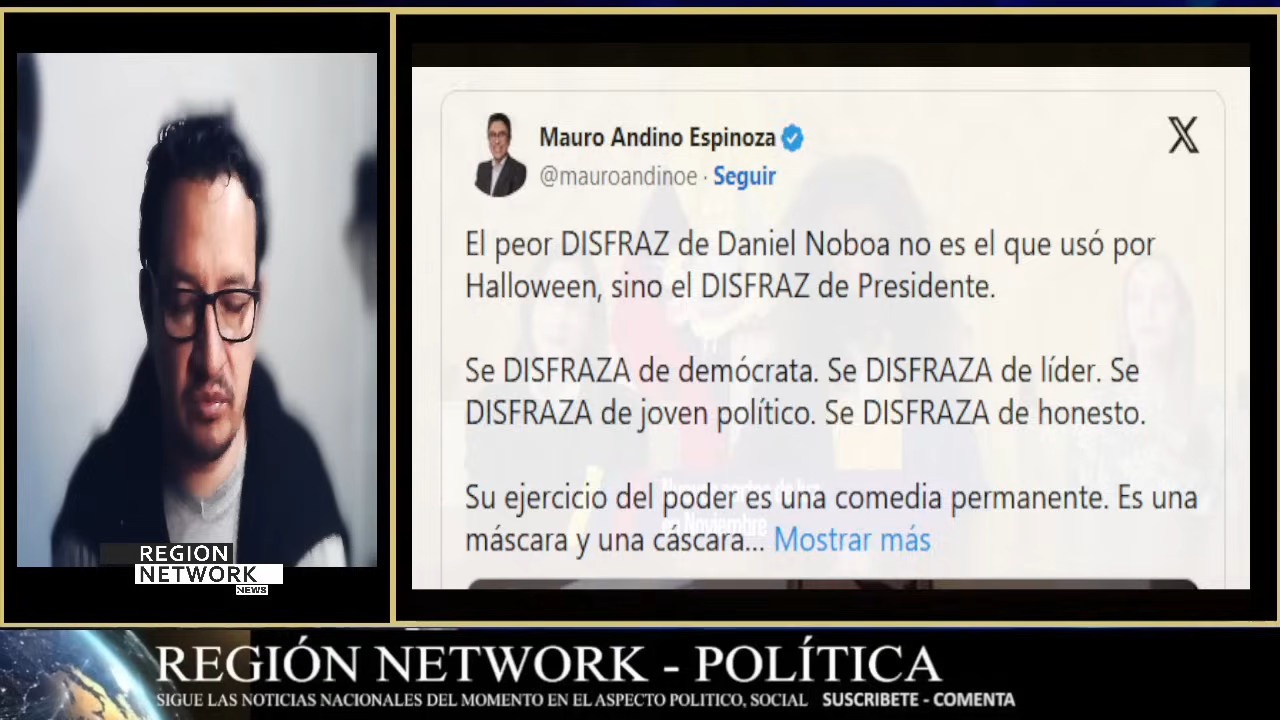 Mauro Andino Espinoza
@mauroandinoe · Seguir
El peor DISFRAZ de Daniel Noboa no es el que usó por
Halloween, sino el DISFRAZ de Presidente.
Se DISFRAZA de demócrata. Se DISFRAZA de líder. Se
DISFRAZA de joven político. Se DISFRAZA de honesto.
Su ejercicio del poder es una comedia permanente. Es una
máscara y una cáscara... Mostrar más
en Noviembre
REGION
NETWORK
NEWS
REGIÓN NETWORK - POLÍTICA
SIGUE LAS NOTICIAS NACIONALES DEL MOMENTO EN EL ASPECTO POLITICO, SOCIAL SUSCRIBETE - COMENTA